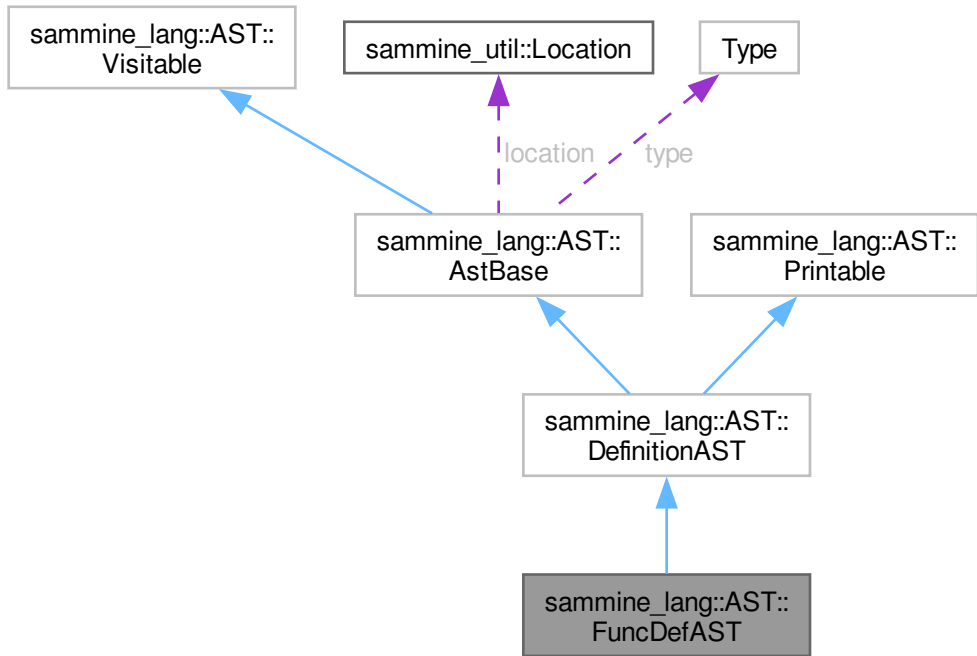 sammine_lang::AST::
Visitable
sammine_util::Location
Type
location
type
sammine_lang::AST::
AstBase
sammine_lang::AST::
Printable
sammine_lang::AST::
DefinitionAST
sammine_lang::AST::
FuncDefAST